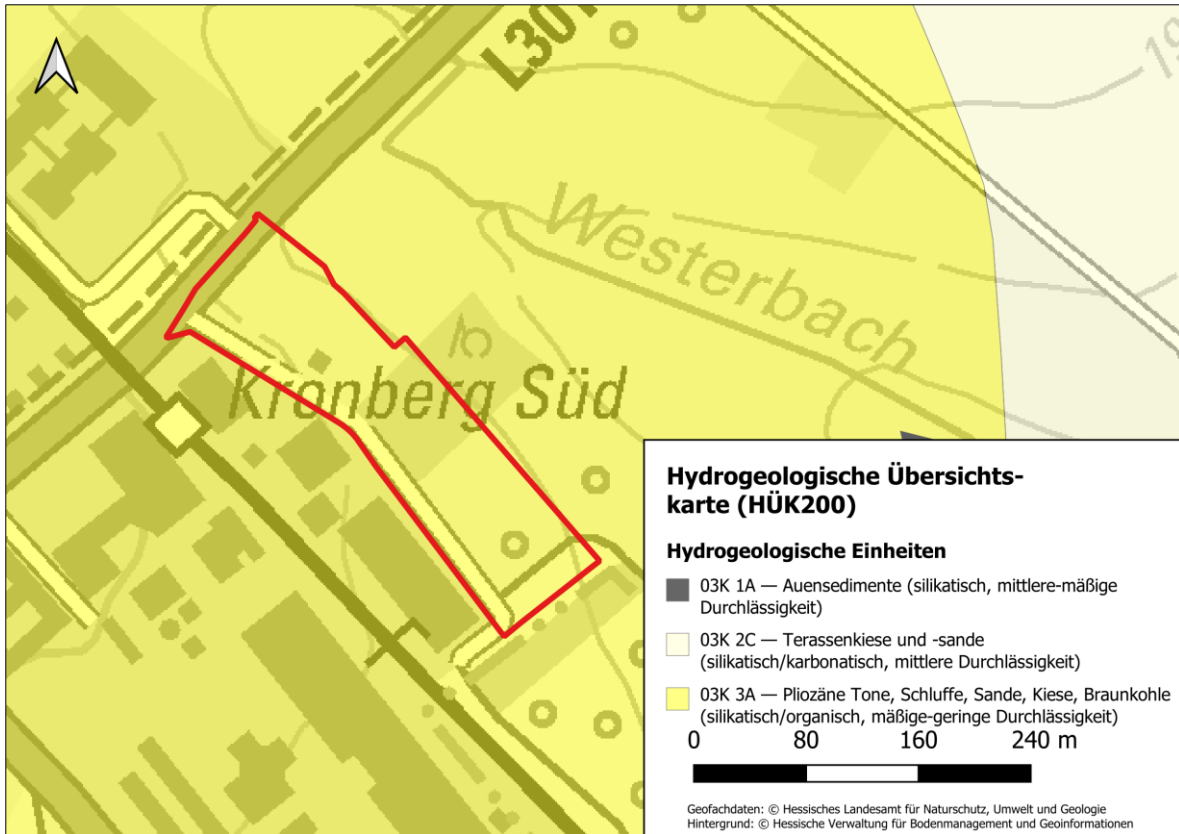 L301
19
Westerbach
Kronberg Süd
Hydrogeologische Übersichts-
karte (HÜK200)
Hydrogeologische Einheiten
03K 1A — Auensedimente (silikatisch, mittlere-mäßige
Durchlässigkeit)
03K 2C — Terassenkiese und -sande
(silikatisch/karbonatisch, mittlere Durchlässigkeit)
03K 3A — Pliozäne Tone, Schluffe, Sande, Kiese, Braunkohle
(silikatisch/organisch, mäßige-geringe Durchlässigkeit)
0 80 160 240 m
Geofachdaten: © Hessisches Landesamt für Naturschutz, Umwelt und Geologie
Hintergrund: © Hessische Verwaltung für Bodenmanagement und Geoinformationen